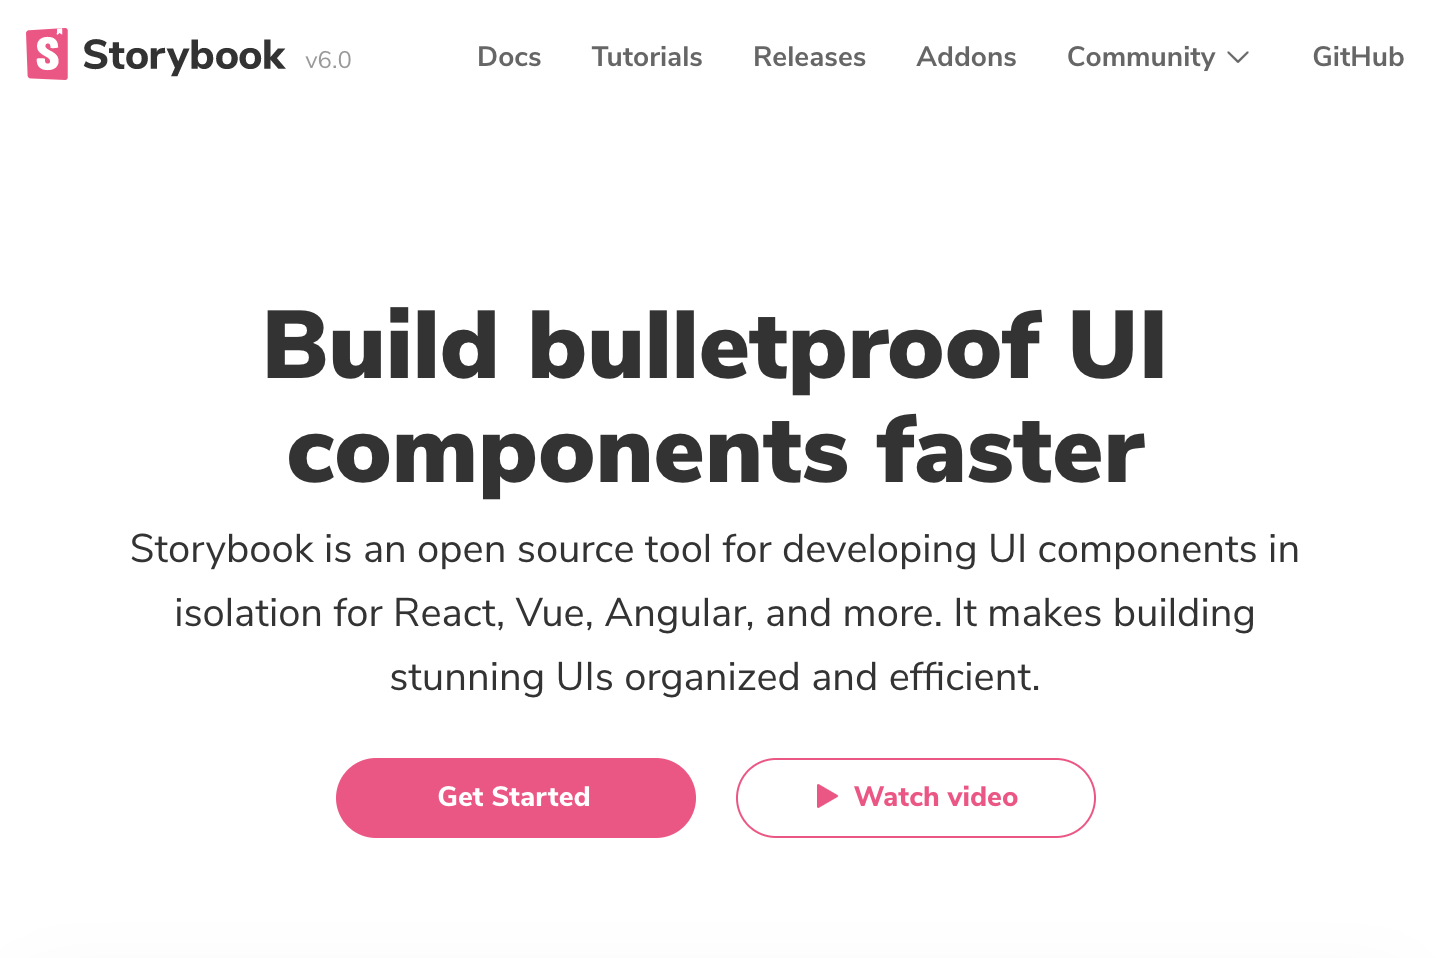 S Storybook v6.0 Docs Tutorials Releases Addons Community GitHub
Build bulletproof UI
components faster
Storybook is an open source tool for developing UI components in
isolation for React, Vue, Angular, and more. It makes building
stunning UIs organized and efficient.
Get Started Watch video